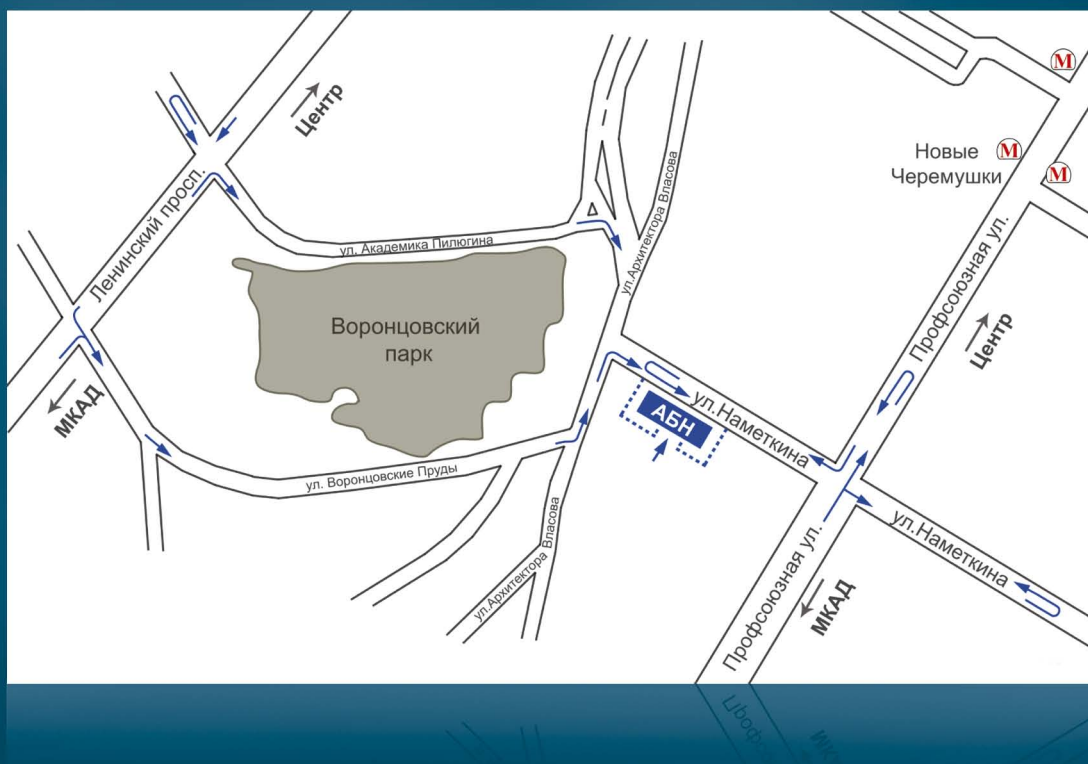 Центр
М
Новые
М
Черемушки
М
Ленинский просп.
ул. Академика Пилюгина
ул.Архитектора Власова
Профсоюзная ул.
Центр
Воронцовский
парк
МКАД
ул.Наметкина
АБН
ул. Воронцовские Пруды
ул.Архитектора Власова
ул.Наметкина
Профсоюзная ул.
МКАД